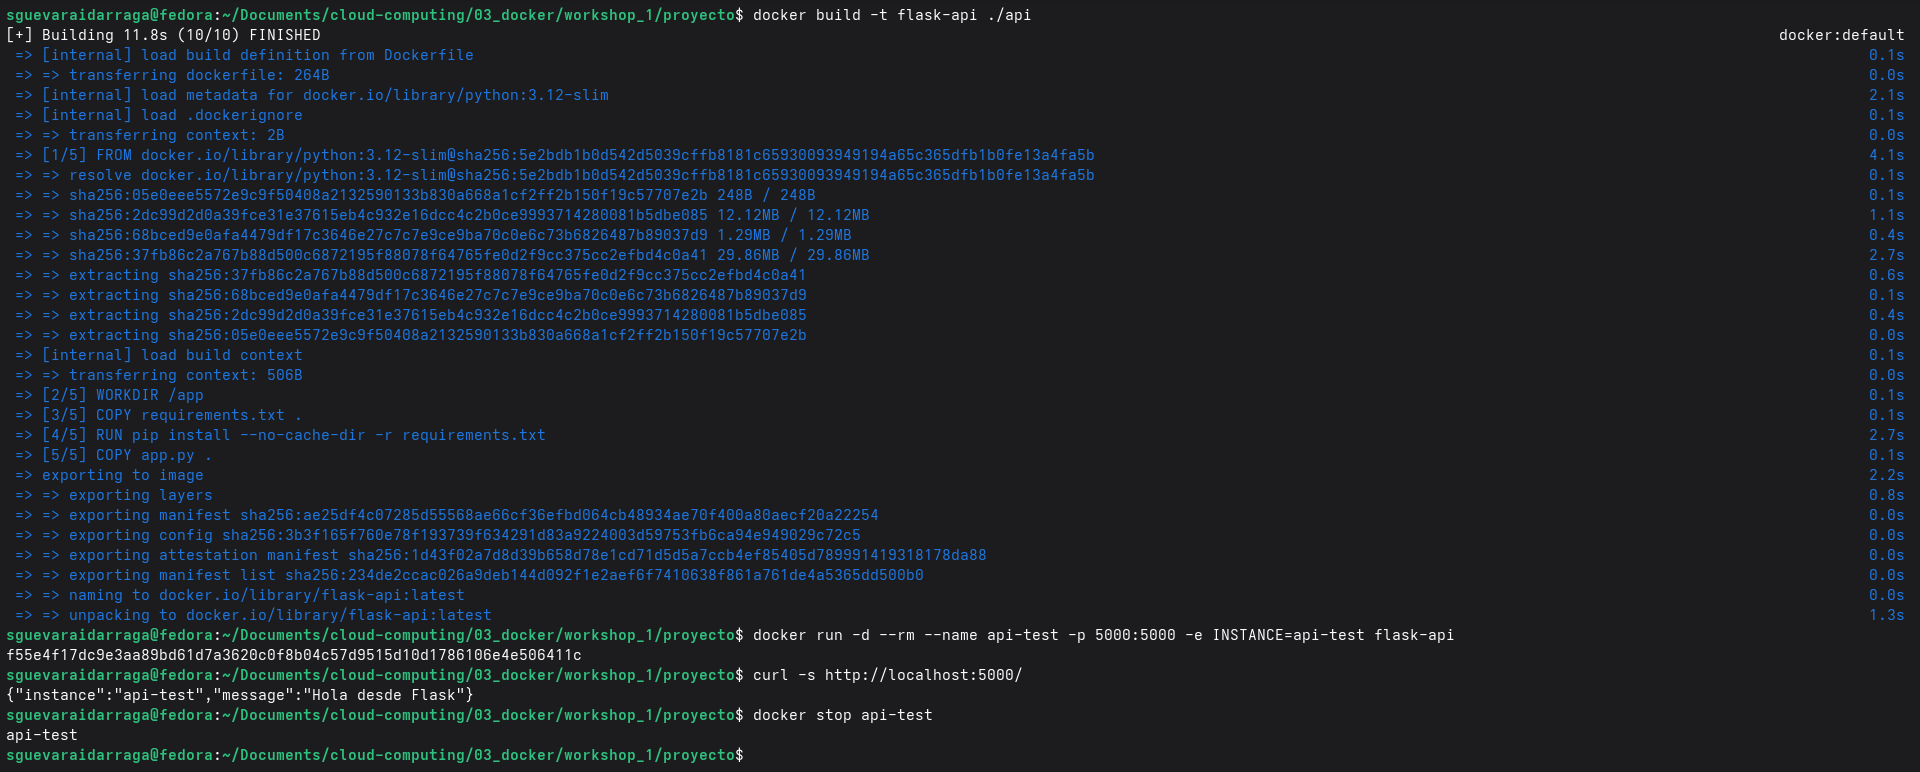 sguevaraidarraga@fedora:~/Documents/cloud-computing/03_docker/workshop_1/proyecto$ docker build -t flask-api ./api
[+] Building 11.8s (10/10) FINISHED docker:default
=> [internal] load build definition from Dockerfile 0.1s
=> => transferring dockerfile: 264B 0.0s
=> [internal] load metadata for docker.io/library/python:3.12-slim 2.1s
=> [internal] load .dockerignore 0.1s
=> => transferring context: 2B 0.0s
=> [1/5] FROM docker.io/library/python:3.12-slim@sha256:5e2bdb1b0d542d5039cffb8181c65930093949194a65c365dfb1b0fe13a4fa5b 4.1s
=> => resolve docker.io/library/python:3.12-slim@sha256:5e2bdb1b0d542d5039cffb8181c65930093949194a65c365dfb1b0fe13a4fa5b 0.1s
=> => sha256:05e0eee5572e9c9f50408a2132590133b830a668a1cf2ff2b150f19c57707e2b 248B / 248B 0.1s
=> => sha256:2dc99d2d0a39fce31e37615eb4c932e16dcc4c2b0ce9993714280081b5dbe085 12.12MB / 12.12MB 1.1s
=> => sha256:68bced9e0afa4479df17c3646e27c7c7e9ce9ba70c0e6c73b6826487b89037d9 1.29MB / 1.29MB 0.4s
=> => sha256:37fb86c2a767b88d500c6872195f88078f64765fe0d2f9cc375cc2efbd4c0a41 29.86MB / 29.86MB 2.7s
=> => extracting sha256:37fb86c2a767b88d500c6872195f88078f64765fe0d2f9cc375cc2efbd4c0a41 0.6s
=> => extracting sha256:68bced9e0afa4479df17c3646e27c7c7e9ce9ba70c0e6c73b6826487b89037d9 0.1s
=> => extracting sha256:2dc99d2d0a39fce31e37615eb4c932e16dcc4c2b0ce9993714280081b5dbe085 0.4s
=> => extracting sha256:05e0eee5572e9c9f50408a2132590133b830a668a1cf2ff2b150f19c57707e2b 0.0s
=> [internal] load build context 0.1s
=> => transferring context: 506B 0.0s
=> [2/5] WORKDIR /app 0.1s
=> [3/5] COPY requirements.txt . 0.1s
=> [4/5] RUN pip install --no-cache-dir -r requirements.txt 2.7s
=> [5/5] COPY app.py . 0.1s
=> exporting to image 2.2s
=> => exporting layers 0.8s
=> => exporting manifest sha256:ae25df4c07285d55568ae66cf36efbd064cb48934ae70f400a80aecf20a22254 0.0s
=> => exporting config sha256:3b3f165f760e78f193739f634291d83a9224003d59753fb6ca94e949029c72c5 0.0s
=> => exporting attestation manifest sha256:1d43f02a7d8d39b658d78e1cd71d5d5a7ccb4ef85405d789991419318178da88 0.0s
=> => exporting manifest list sha256:234de2ccac026a9deb144d092f1e2aef6f7410638f861a761de4a5365dd500b0 0.0s
=> => naming to docker.io/library/flask-api:latest 0.0s
=> => unpacking to docker.io/library/flask-api:latest 1.3s
sguevaraidarraga@fedora:~/Documents/cloud-computing/03_docker/workshop_1/proyecto$ docker run -d --rm --name api-test -p 5000:5000 -e INSTANCE=api-test flask-api
f55e4f17dc9e3aa89bd61d7a3620c0f8b04c57d9515d10d1786106e4e506411c
sguevaraidarraga@fedora:~/Documents/cloud-computing/03_docker/workshop_1/proyecto$ curl -s http://localhost:5000/
{"instance":"api-test","message":"Hola desde Flask"}
sguevaraidarraga@fedora:~/Documents/cloud-computing/03_docker/workshop_1/proyecto$ docker stop api-test
api-test
sguevaraidarraga@fedora:~/Documents/cloud-computing/03_docker/workshop_1/proyecto$